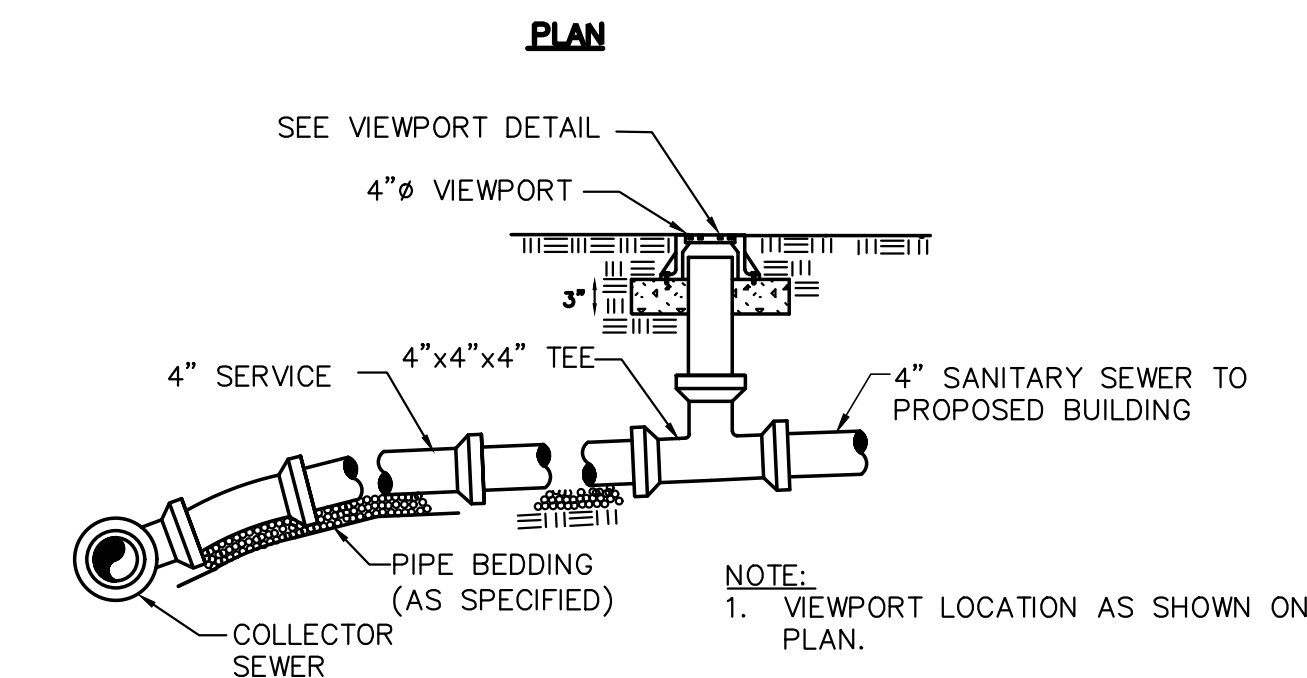 PLAN
SEE VIEWPORT DETAIL
4"ø VIEWPORT
3"
4"x4"x4" TEE
4" SERVICE
4" SANITARY SEWER TO
PROPOSED BUILDING
PIPE BEDDING
(AS SPECIFIED)
NOTE:
1. VIEWPORT LOCATION AS SHOWN ON
PLAN.
COLLECTOR
SEWER